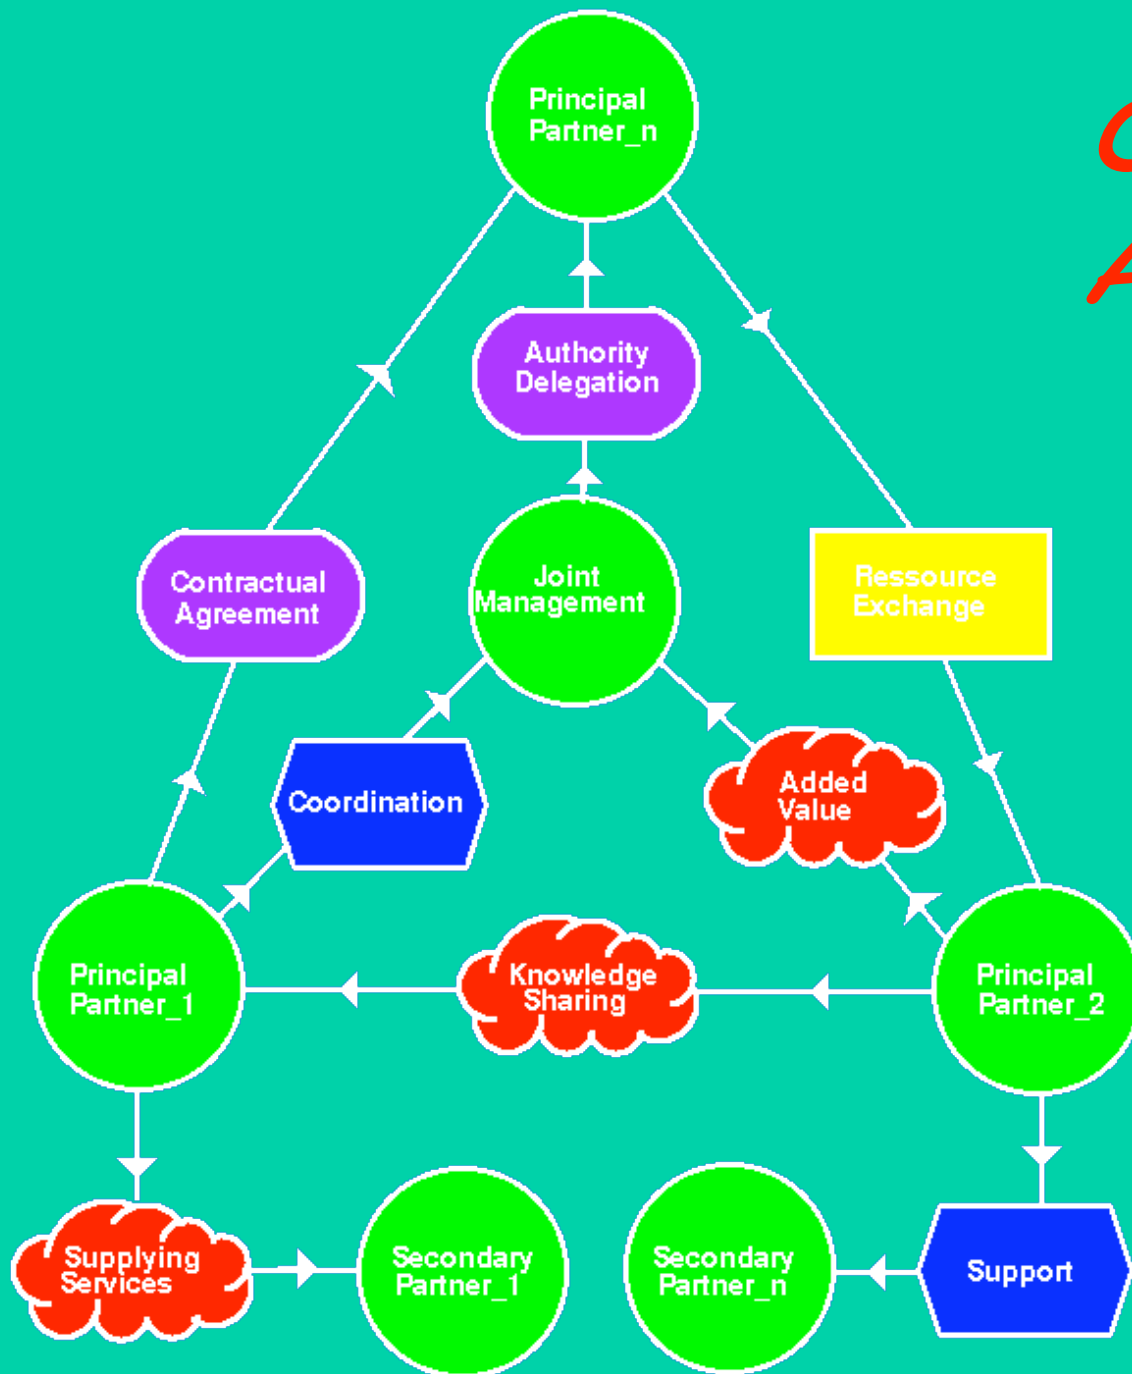 Principal
Partner_n
Authority
Delegation
Contractual
Agreement
Joint
Management
Ressource
Exchange
Coordination
Added
Value
Principal
Partner_1
Knowledge
Sharing
Principal
Partner_2
Supplying
Services
Secondary
Partner_1
Secondary
Partner_n
Support